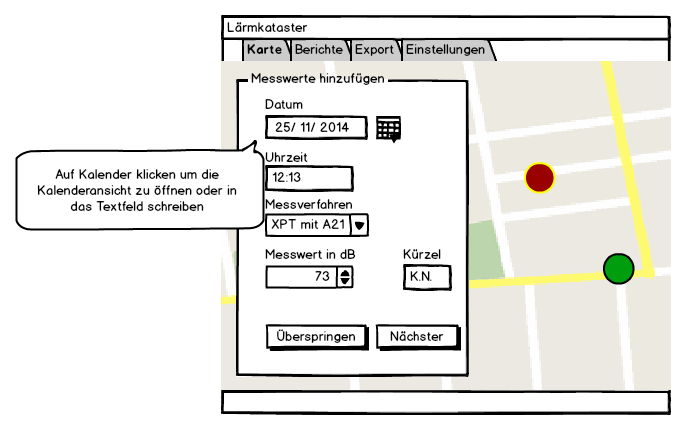 Lärmkataster
Karte Berichte Export Einstellungen
Messwerte hinzufügen
Datum
25/ 11/ 2014
Auf Kalender klicken um die
Kalenderansicht zu öffnen oder in
das Textfeld schreiben
Uhrzeit
12:13
Messverfahren
XPT mit A21
Messwert in dB Kürzel
73 K.N.
Überspringen Nächster